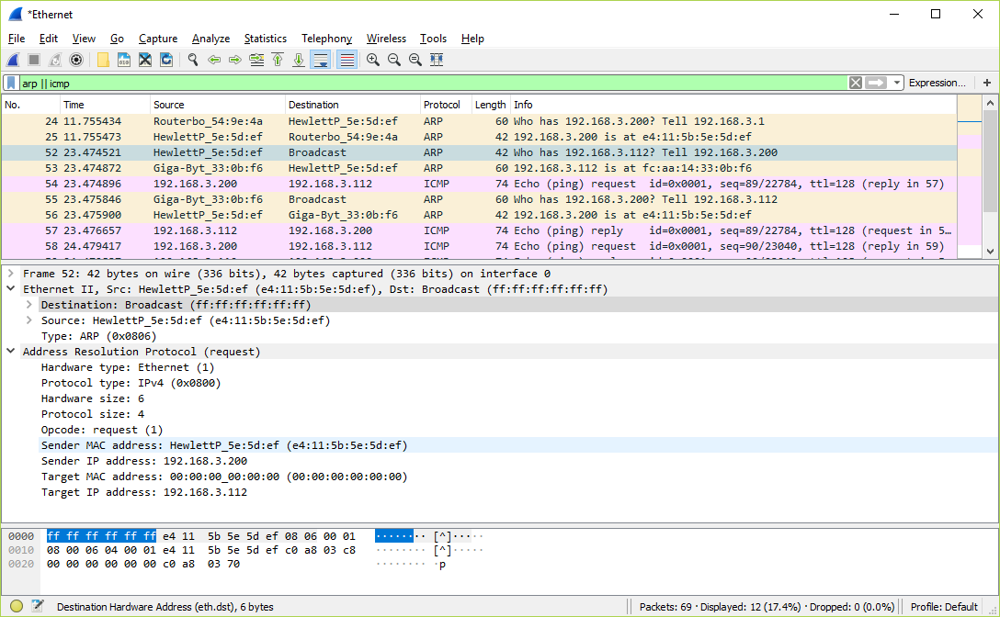 *Ethernet
File Edit View Go Capture Analyze Statistics Telephony Wireless Tools Help
arp || icmp Expression... +
No. Time Source Destination Protocol Length Info
24 11.755434 Routerbo_54:9e:4a HewlettP_5e:5d:ef ARP 60 Who has 192.168.3.200? Tell 192.168.3.1
25 11.755473 HewlettP_5e:5d:ef Routerbo_54:9e:4a ARP 42 192.168.3.200 is at e4:11:5b:5e:5d:ef
52 23.474521 HewlettP_5e:5d:ef Broadcast ARP 42 Who has 192.168.3.112? Tell 192.168.3.200
53 23.474872 Giga-Byt_33:0b:f6 HewlettP_5e:5d:ef ARP 60 192.168.3.112 is at fc:aa:14:33:0b:f6
54 23.474896 192.168.3.200 192.168.3.112 ICMP 74 Echo (ping) request id=0x0001, seq=89/22784, ttl=128 (reply in 57)
55 23.475846 Giga-Byt_33:0b:f6 Broadcast ARP 60 Who has 192.168.3.200? Tell 192.168.3.112
56 23.475900 HewlettP_5e:5d:ef Giga-Byt_33:0b:f6 ARP 42 192.168.3.200 is at e4:11:5b:5e:5d:ef
57 23.476657 192.168.3.112 192.168.3.200 ICMP 74 Echo (ping) reply id=0x0001, seq=89/22784, ttl=128 (request in 5…
58 24.479417 192.168.3.200 192.168.3.112 ICMP 74 Echo (ping) request id=0x0001, seq=90/23040, ttl=128 (reply in 59)
Frame 52: 42 bytes on wire (336 bits), 42 bytes captured (336 bits) on interface 0
Ethernet II, Src: HewlettP_5e:5d:ef (e4:11:5b:5e:5d:ef), Dst: Broadcast (ff:ff:ff:ff:ff:ff)
Destination: Broadcast (ff:ff:ff:ff:ff:ff)
Source: HewlettP_5e:5d:ef (e4:11:5b:5e:5d:ef)
Type: ARP (0x0806)
Address Resolution Protocol (request)
Hardware type: Ethernet (1)
Protocol type: IPv4 (0x0800)
Hardware size: 6
Protocol size: 4
Opcode: request (1)
Sender MAC address: HewlettP_5e:5d:ef (e4:11:5b:5e:5d:ef)
Sender IP address: 192.168.3.200
Target MAC address: 00:00:00_00:00:00 (00:00:00:00:00:00)
Target IP address: 192.168.3.112
0000 ff ff ff ff ff ff e4 11 5b 5e 5d ef 08 06 00 01 ········ [^]·····
0010 08 00 06 04 00 01 e4 11 5b 5e 5d ef c0 a8 03 c8 ········ [^]·····
0020 00 00 00 00 00 00 c0 a8 03 70 ········ ·p
Destination Hardware Address (eth.dst), 6 bytes Packets: 69 · Displayed: 12 (17.4%) · Dropped: 0 (0.0%) Profile: Default